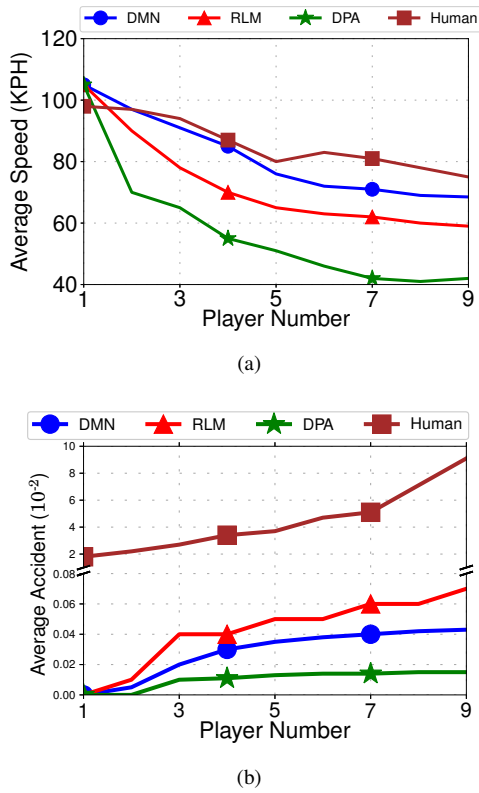 DMN RLM DPA Human
120
100
80
60
40
Average Speed (KPH)
1 3 5 7 9
Player Number
(a)
DMN RLM DPA Human
10
8
6
4
2
0.08
0.06
0.04
0.02
0.00
Average Accident (10-2)
1 3 5 7 9
Player Number
(b)